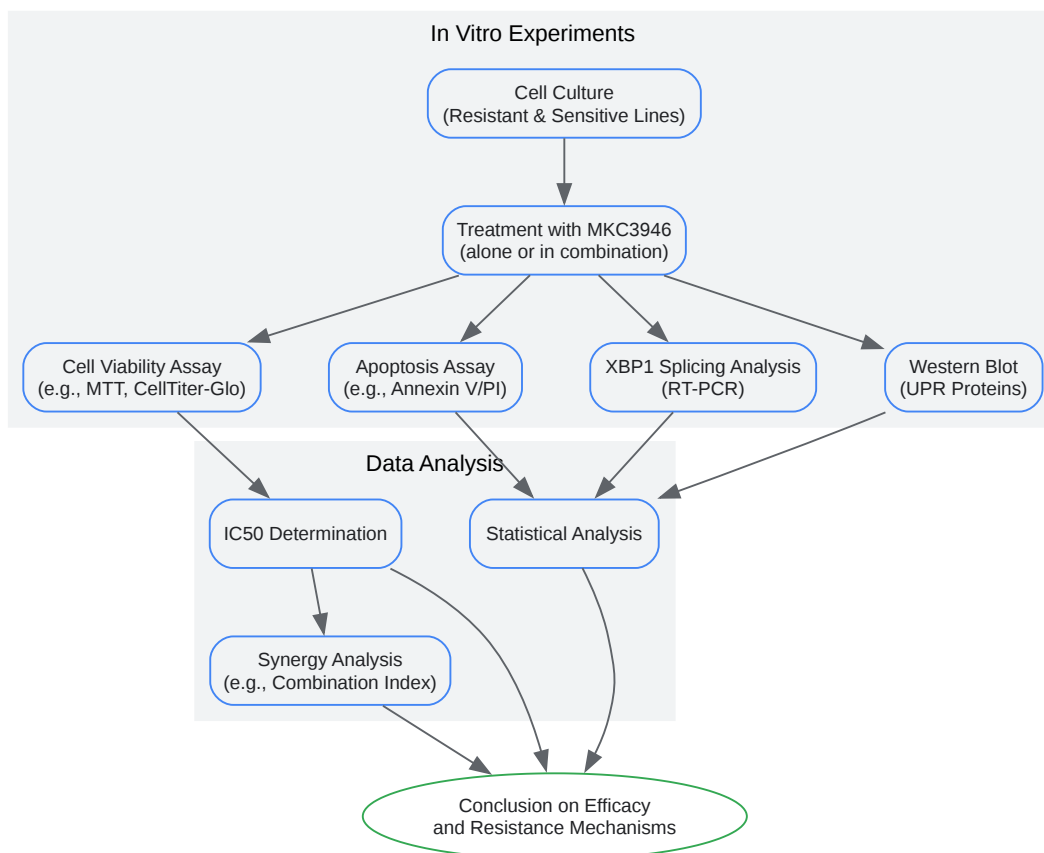 In Vitro Experiments
Cell Culture
(Resistant & Sensitive Lines)
Treatment with MKC3946
(alone or in combination)
Cell Viability Assay
(e.g., MTT, CellTiter-Glo)
Apoptosis Assay
(e.g., Annexin V/PI)
XBP1 Splicing Analysis
(RT-PCR)
Western Blot
(UPR Proteins)
Data Analysis
IC50 Determination
Statistical Analysis
Synergy Analysis
(e.g., Combination Index)
Conclusion on Efficacy
and Resistance Mechanisms